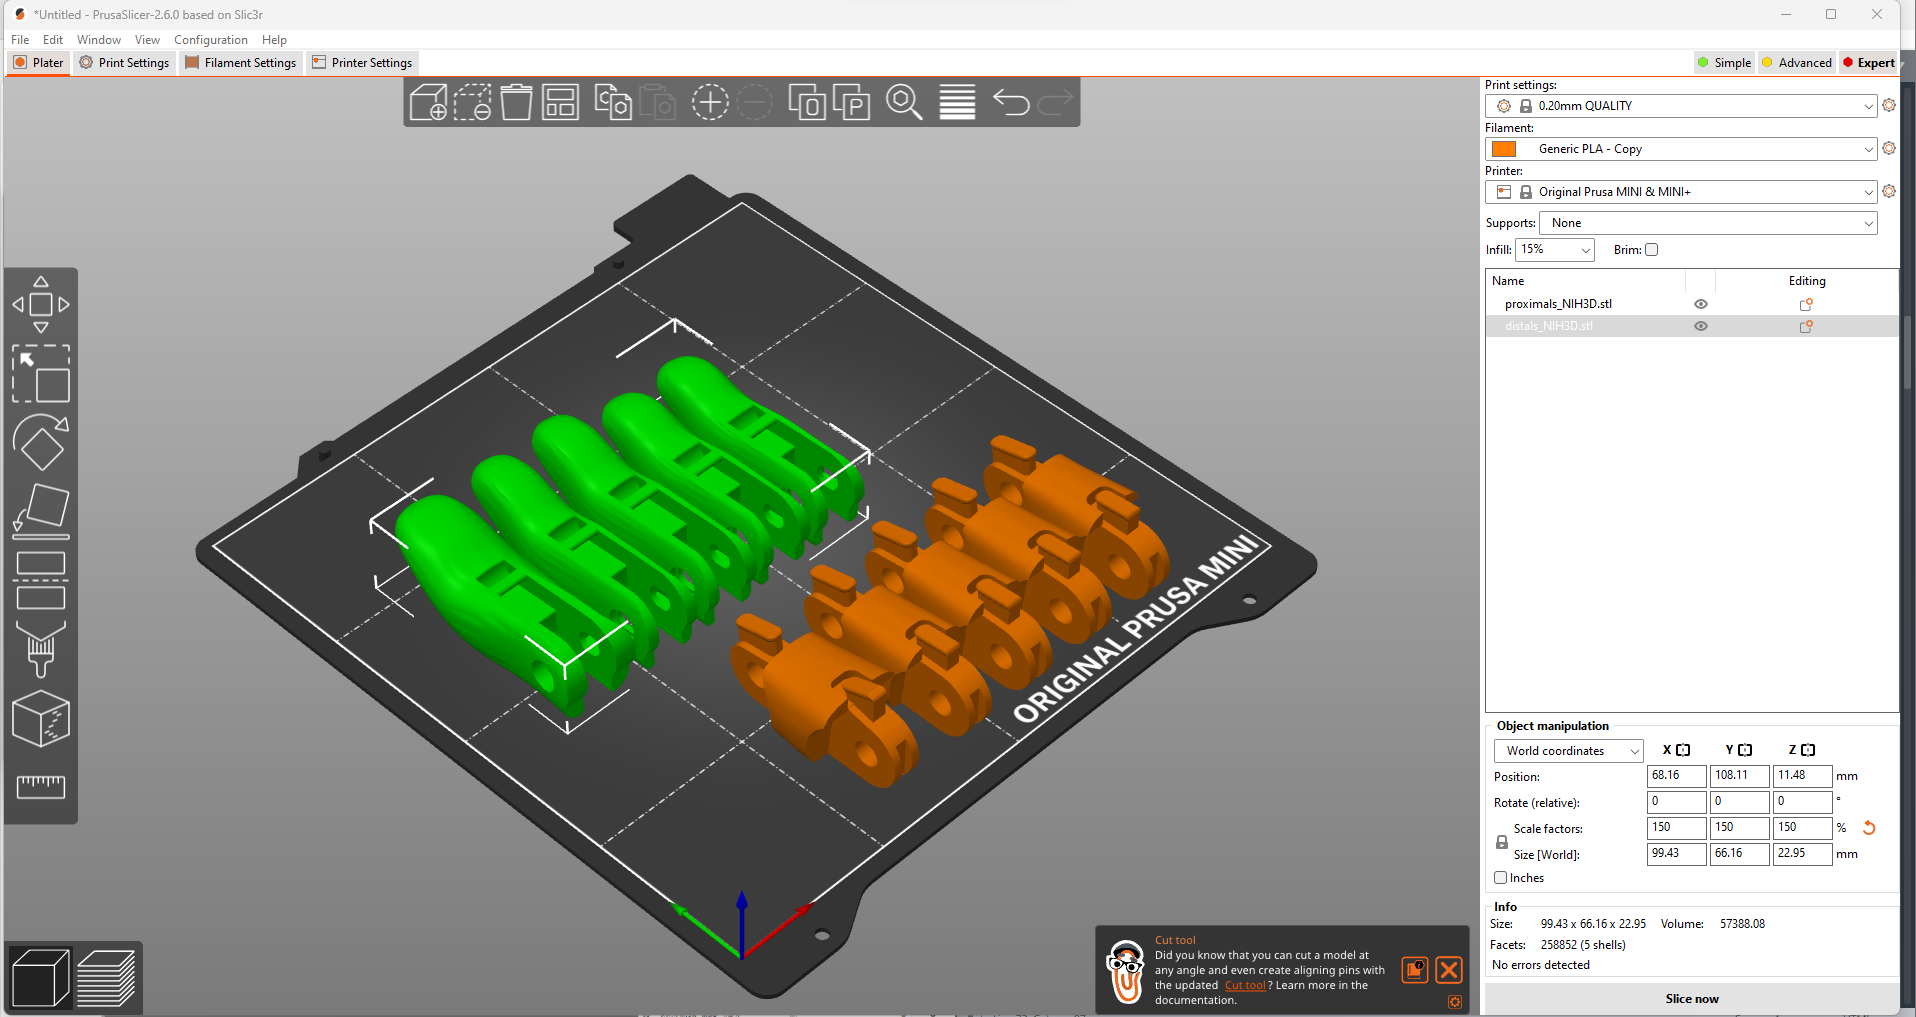 *Untitled - PrusaSlicer-2.6.0 based on Slic3r
File Edit Window View Configuration Help
Plater Print Settings Filament Settings Printer Settings Simple Advanced Expert
Print settings:
0.20mm QUALITY
Filament:
Generic PLA - Copy
Printer:
Original Prusa MINI & MINI+
Supports: None
Infill: 15% Brim:
Name Editing
proximals_NIH3D.stl
distals_NIH3D.stl
ORIGINAL PRUSA MINI
Object manipulation
World coordinates X Y Z
Position: 68.16 108.11 11.48 mm
Rotate (relative): 0 0 0 °
Scale factors: 150 150 150 %
Size [World]: 99.43 66.16 22.95 mm
Inches
Info
Size: 99.43 x 66.16 x 22.95 Volume: 57388.08
Facets: 258852 (5 shells)
No errors detected
Slice now
Cut tool
Did you know that you can cut a model at
any angle and even create aligning pins with
the updated Cut tool? Learn more in the
documentation.